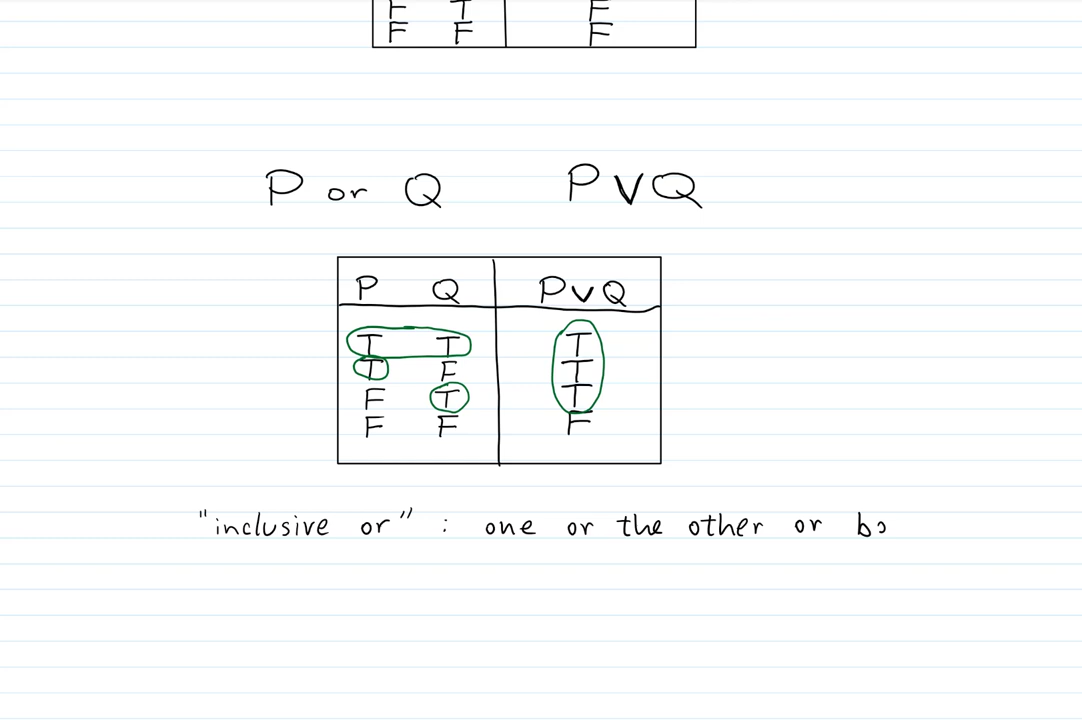 F T F
F F F
P or Q P∨Q
P Q P∨Q
T T T
T F T
F T T
F F F
"inclusive or" : one or the other or